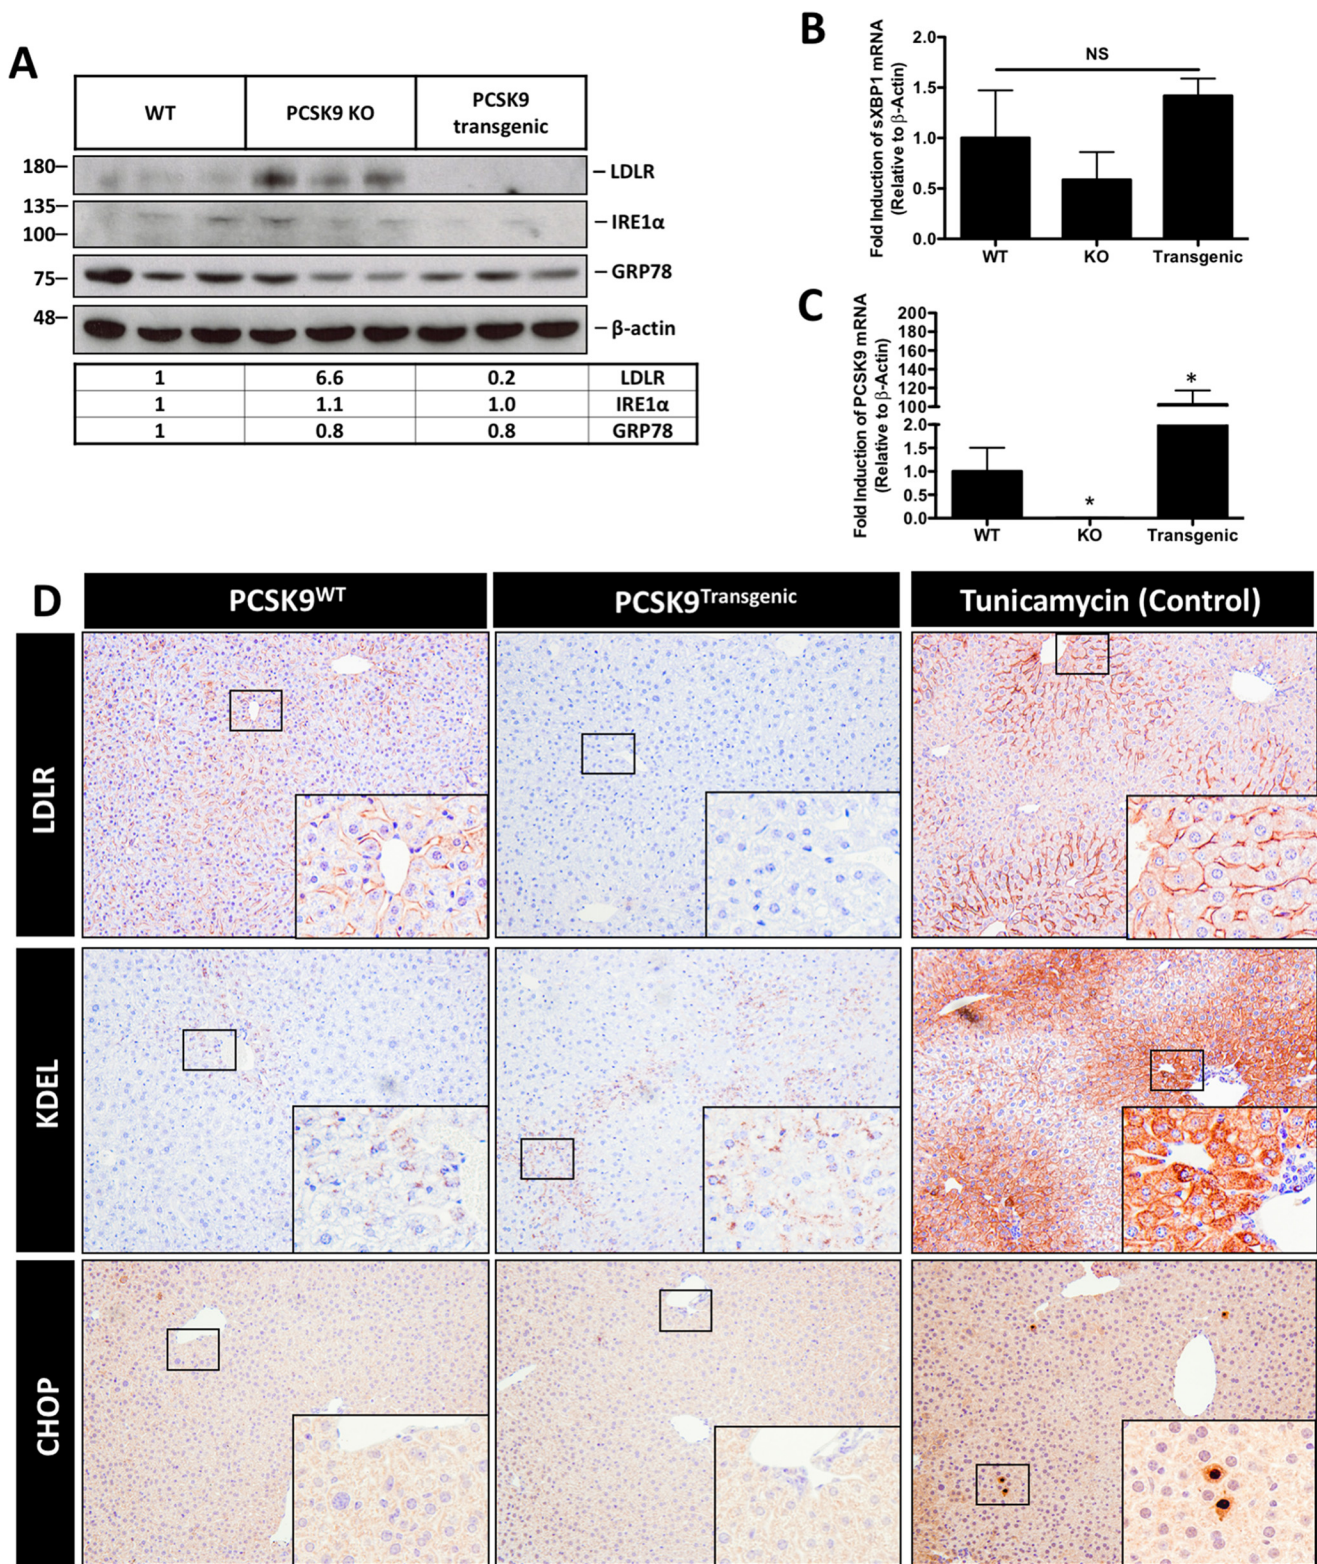 A
WT
PCSK9 KO
PCSK9
transgenic
180
LDLR
135
IRE1α
100
75
GRP78
48
β-actin
1 6.6 0.2 LDLR
1 1.1 1.0 IRE1α
1 0.8 0.8 GRP78
B
Fold Induction of sXBP1 mRNA
(Relative to β-Actin)
2.0
1.5
1.0
0.5
0.0
NS
WT KO Transgenic
C
Fold Induction of PCSK9 mRNA
(Relative to β-Actin)
200
180
160
140
120
100
2.0
1.5
1.0
0.5
0.0
*
*
WT KO Transgenic
D
PCSK9WT
PCSK9Transgenic
Tunicamycin (Control)
LDLR
KDEL
CHOP